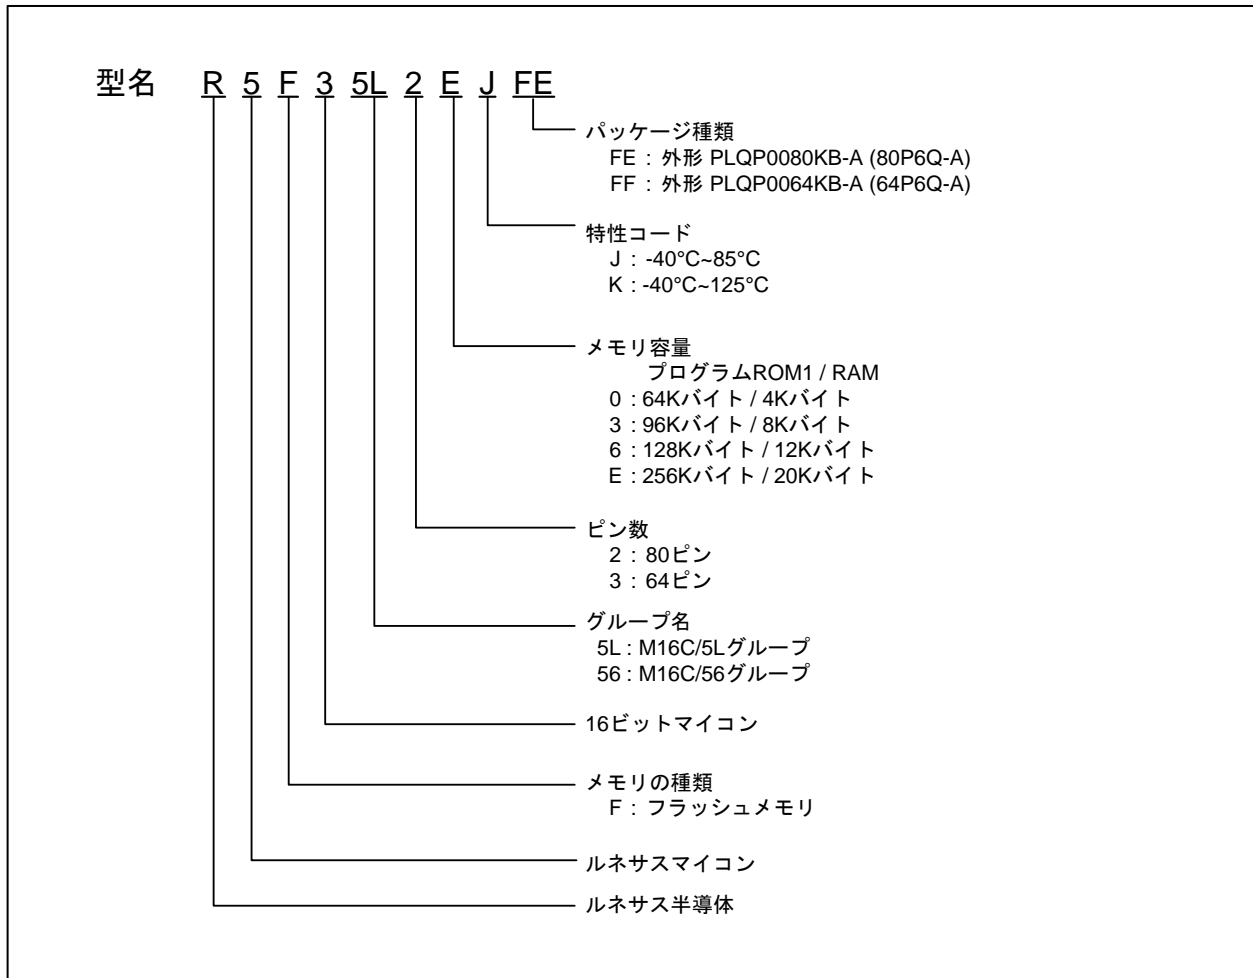 型名 R 5 F 3 5L 2 E J FE
パッケージ種類
FE : 外形 PLQP0080KB-A (80P6Q-A)
FF : 外形 PLQP0064KB-A (64P6Q-A)
特性コード
J : -40°C~85°C
K : -40°C~125°C
メモリ容量
プログラムROM1 / RAM
0 : 64Kバイト / 4Kバイト
3 : 96Kバイト / 8Kバイト
6 : 128Kバイト / 12Kバイト
E : 256Kバイト / 20Kバイト
ピン数
2 : 80ピン
3 : 64ピン
グループ名
5L : M16C/5Lグループ
56 : M16C/56グループ
16ビットマイコン
メモリの種類
F : フラッシュメモリ
ルネサスマイコン
ルネサス半導体